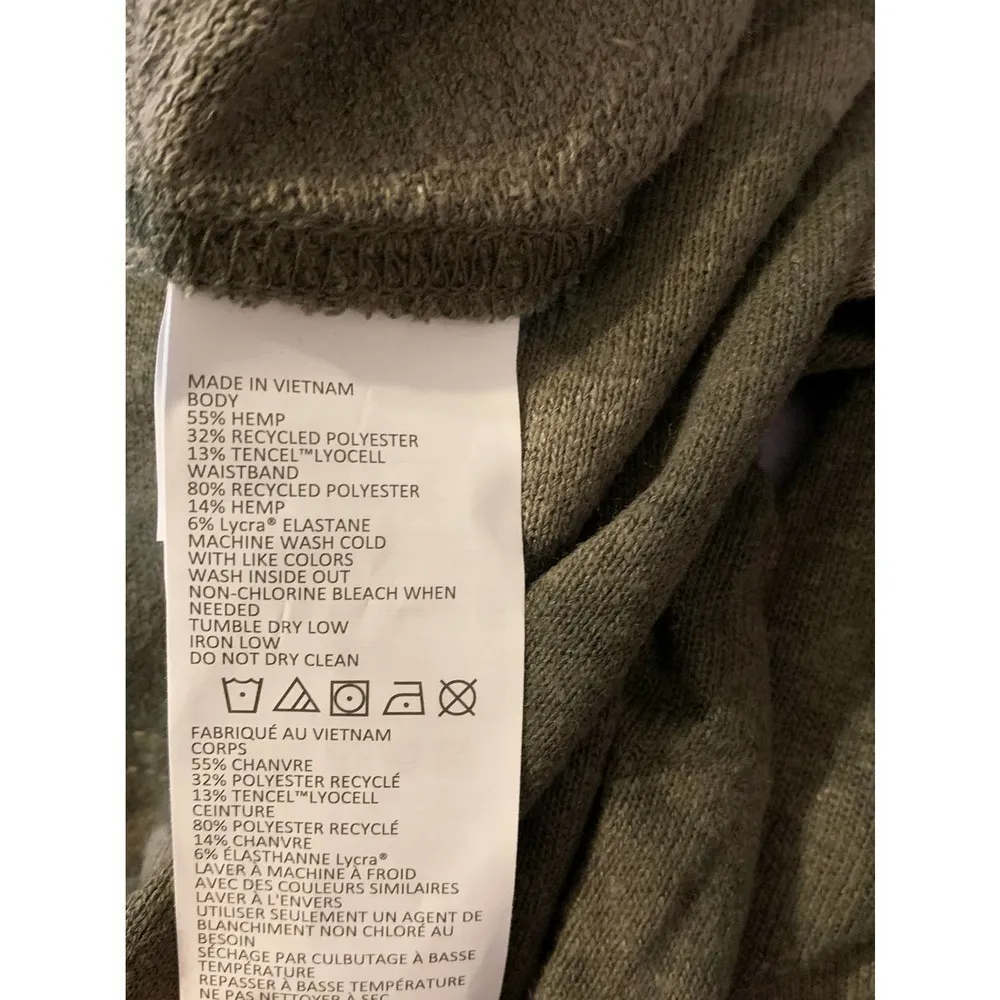 MADE IN VIETNAM
BODY
55% HEMP
32% RECYCLED POLYESTER
13% TENCEL™LYOCELL
WAISTBAND
80% RECYCLED POLYESTER
14% HEMP
6% Lycra® ELASTANE
MACHINE WASH COLD
WITH LIKE COLORS
WASH INSIDE OUT
NON-CHLORINE BLEACH WHEN
NEEDED
TUMBLE DRY LOW
IRON LOW
DO NOT DRY CLEAN
FABRIQUÉ AU VIETNAM
CORPS
55% CHANVRE
32% POLYESTER RECYCLÉ
13% TENCEL™LYOCELL
CEINTURE
80% POLYESTER RECYCLÉ
14% CHANVRE
6% ÉLASTHANNE Lycra®
LAVER À MACHINE À FROID
AVEC DES COULEURS SIMILAIRES
LAVER À L'ENVERS
UTILISER SEULEMENT UN AGENT DE
BLANCHIMENT NON CHLORÉ AU
BESOIN
SÉCHAGE PAR CULBUTAGE À BASSE
TEMPÉRATURE
REPASSER À BASSE TEMPÉRATURE
NE PAS NETTOYER À SEC